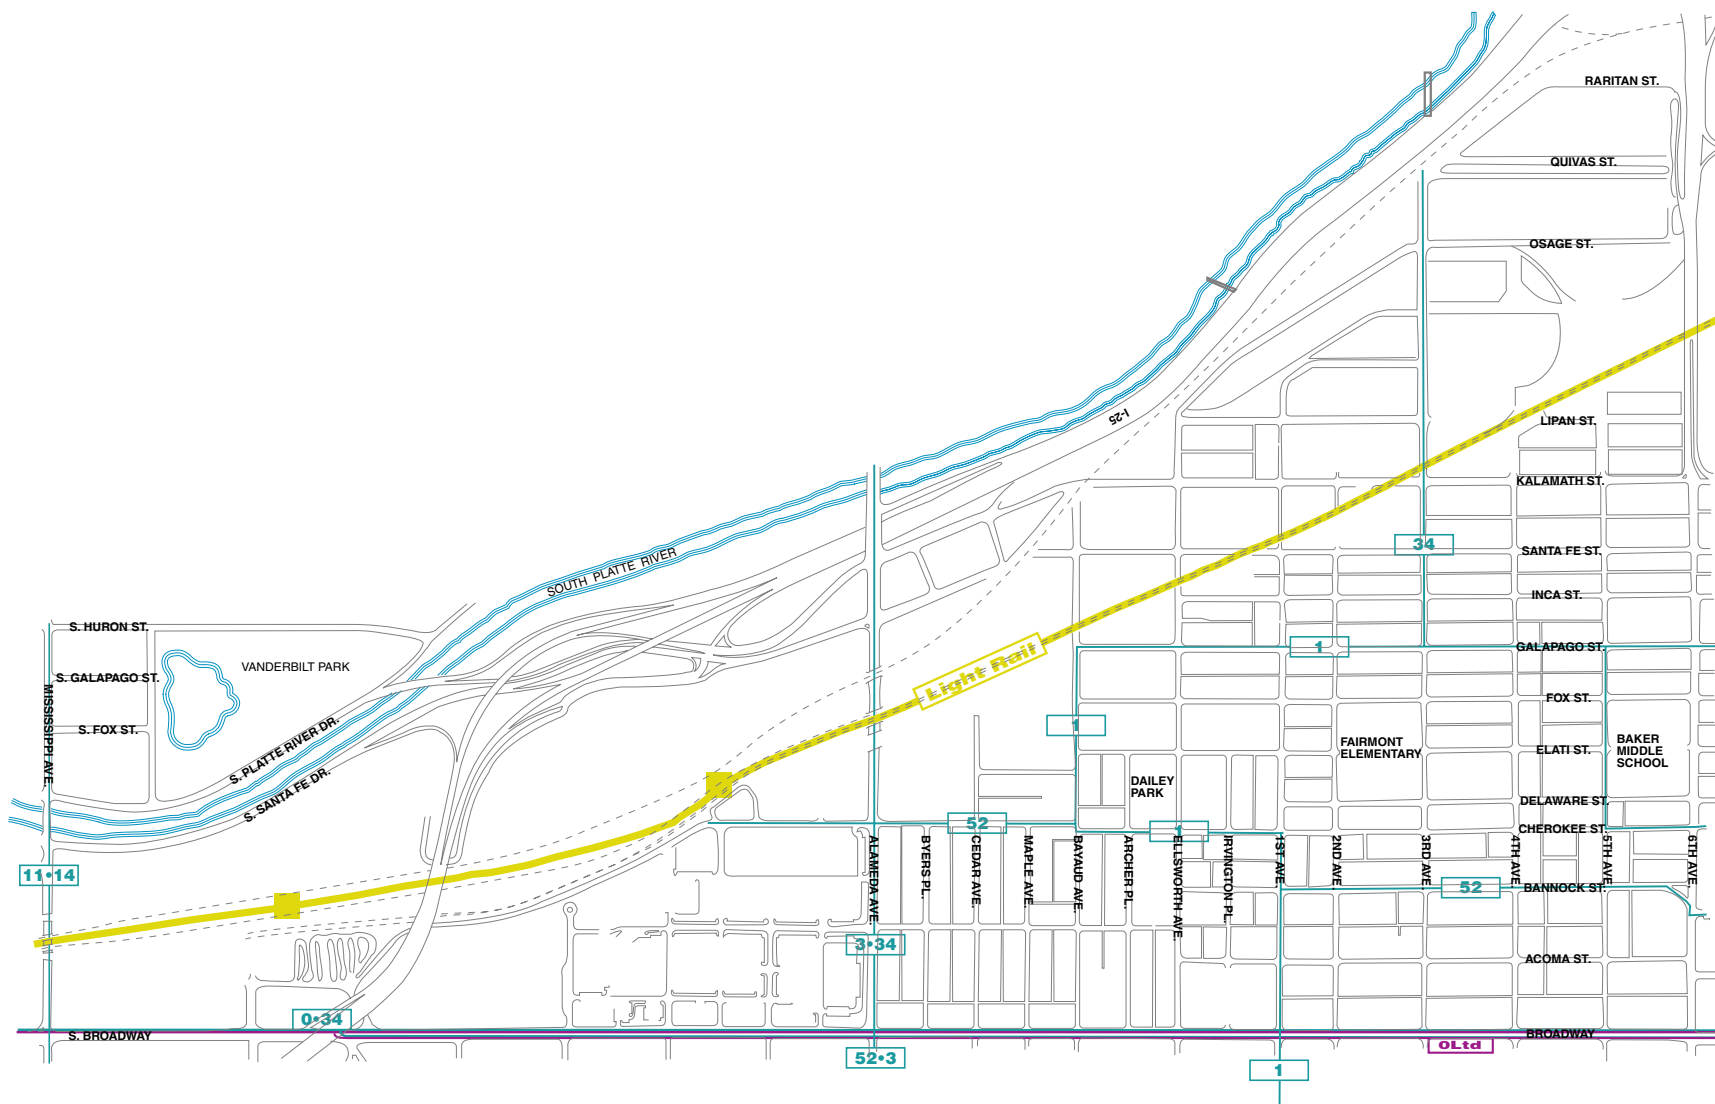 RARITAN ST.
QUIVAS ST.
OSAGE ST.
I-25
LIPAN ST.
KALAMATH ST.
34
SANTA FE ST.
SOUTH PLATTE RIVER
INCA ST.
S. HURON ST.
1
GALAPAGO ST.
VANDERBILT PARK
S. GALAPAGO ST.
Light Rail
FOX ST.
S. FOX ST.
1
S. PLATTE RIVER DR.
MISSISSIPPI AVE.
FAIRMONT
ELEMENTARY
ELATI ST.
BAKER
MIDDLE
SCHOOL
DAILEY
PARK
S. SANTA FE DR.
DELAWARE ST.
52
1
CHEROKEE ST.
ALAMEDA AVE.
BYERS PL.
CEDAR AVE.
MAPLE AVE.
BAYAUD AVE.
ARCHER PL.
ELLSWORTH AVE.
IRVINGTON PL.
1ST AVE.
2ND AVE.
3RD AVE.
4TH AVE.
5TH AVE.
6TH AVE.
11•14
52
BANNOCK ST.
3•34
ACOMA ST.
0•34
S. BROADWAY
BROADWAY
0Ltd
52•3
1